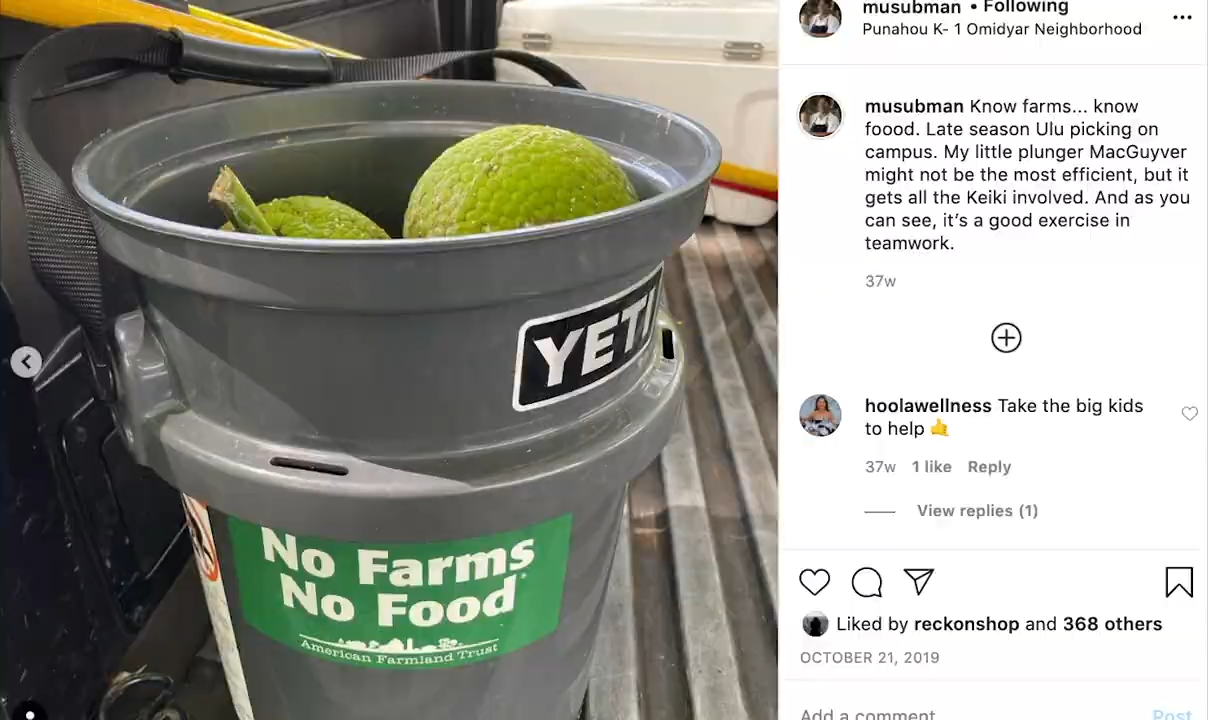 musubman • Following
Punahou K- 1 Omidyar Neighborhood
musubman Know farms... know
foood. Late season Ulu picking on
campus. My little plunger MacGuyver
might not be the most efficient, but it
gets all the Keiki involved. And as you
can see, it's a good exercise in
teamwork.
37w
hoolawellness Take the big kids
to help 🤙
37w 1 like Reply
View replies (1)
Liked by reckonshop and 368 others
OCTOBER 21, 2019
Add a comment
Post
YETI
No Farms
No Food
American Farmland Trust